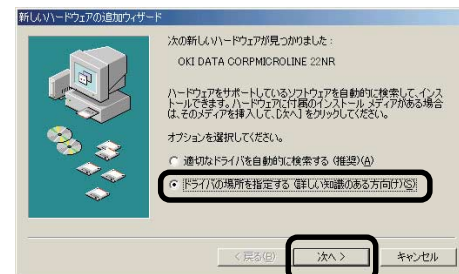 新しいハードウェアの追加ウィザード
次の新しいハードウェアが見つかりました:
OKI DATA CORPMICROLINE 22NR
ハードウェアをサポートしているソフトウェアを自動的に検索して、インス
トールできます。ハードウェアに付属のインストール メディアがある場合
は、そのメディアを挿入して、[次へ] をクリックしてください。
オプションを選択してください。
適切なドライバを自動的に検索する (推奨)(A)
ドライバの場所を指定する (詳しい知識のある方向け)(S)
< 戻る(B)
次へ >
キャンセル